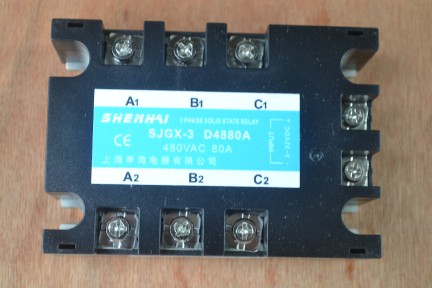 A1 B1 C1
SHENHAI 3 PHASE SOLID STATE RELAY
CE SJGX-3 D4880A
480VAC 80A
上海申海电器有限公司
A2 B2 C2
+
INPUT 3-32VDC
-